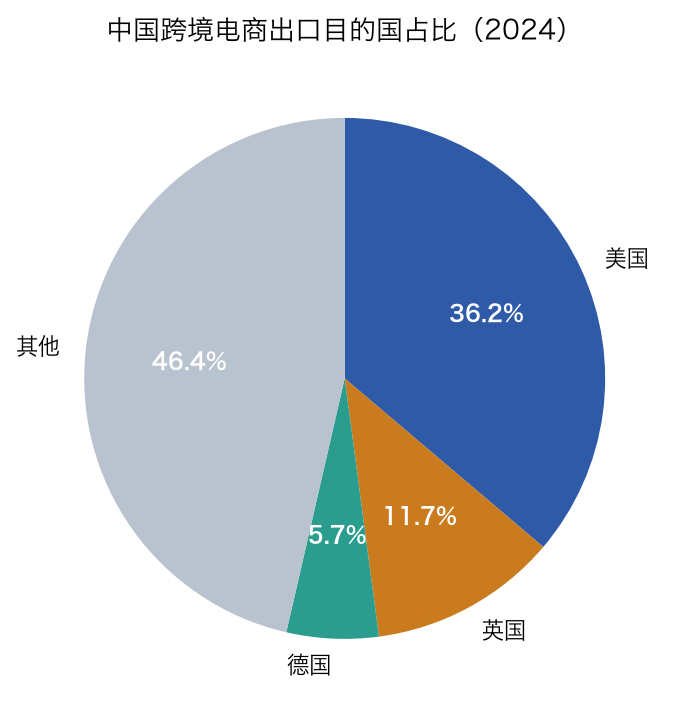 中国跨境电商出口目的国占比（2024）
美国
36.2%
其他
46.4%
11.7%
5.7%
英国
德国